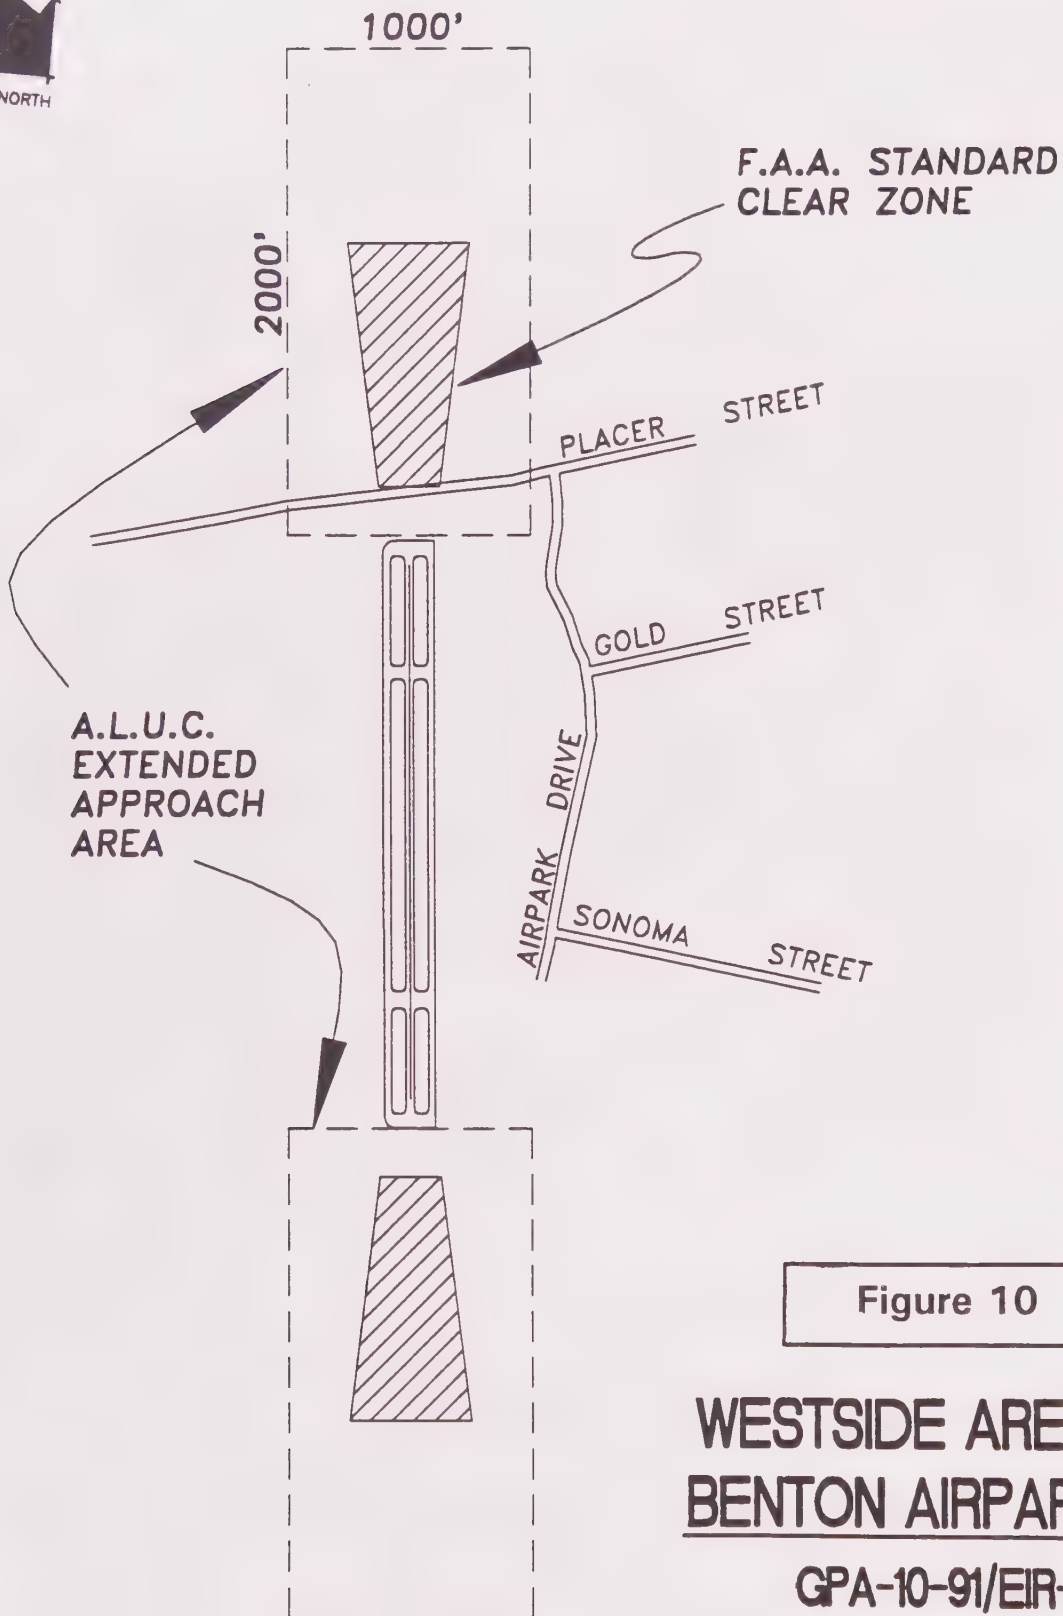 1000'
NORTH
F.A.A. STANDARD
CLEAR ZONE
2000'
PLACER STREET
GOLD STREET
A.L.U.C.
EXTENDED
APPROACH
AREA
AIRPARK DRIVE
SONOMA STREET
Figure 10
WESTSIDE ARE
BENTON AIRPAR
GPA-10-91/EIR-